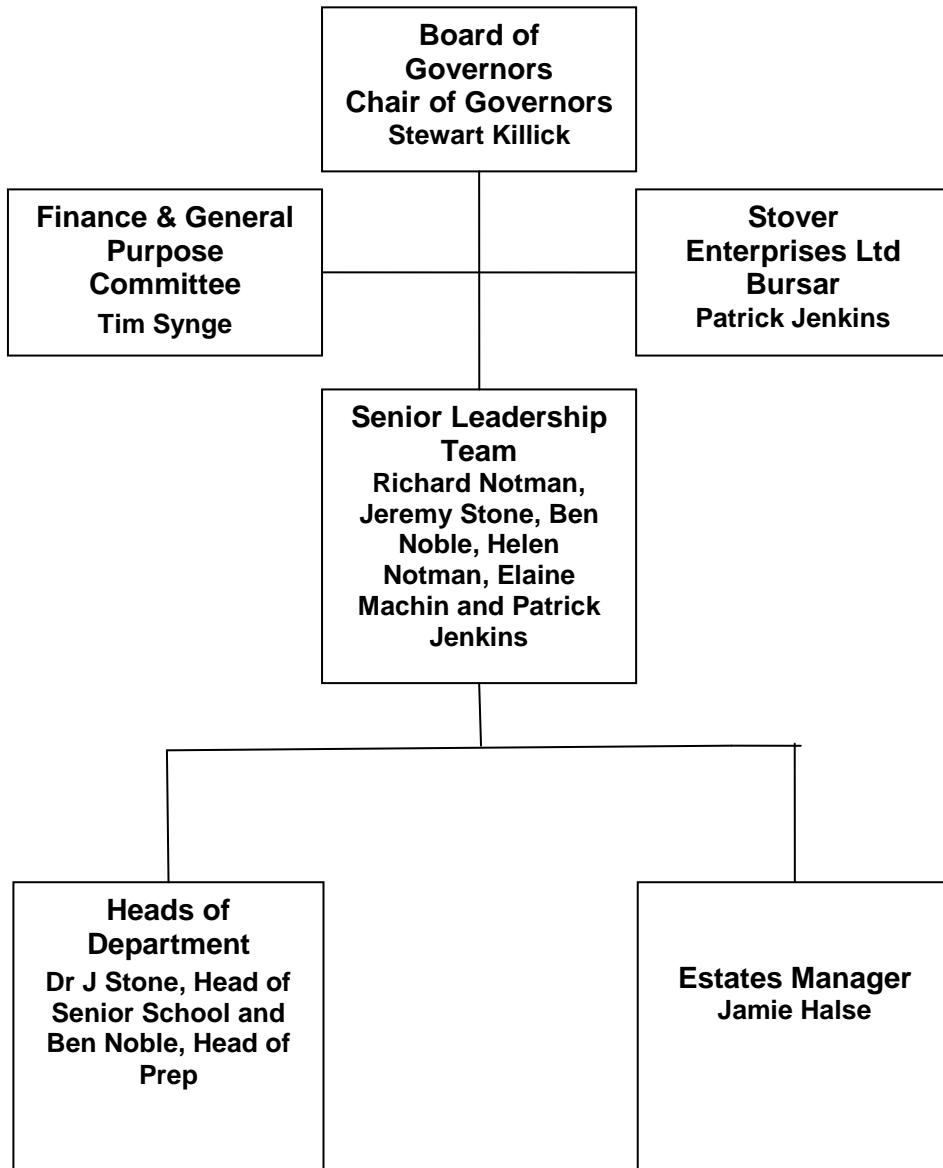 Board of
Governors
Chair of Governors
Stewart Killick
Finance & General
Purpose
Committee
Tim Synge
Stover
Enterprises Ltd
Bursar
Patrick Jenkins
Senior Leadership
Team
Richard Notman,
Jeremy Stone, Ben
Noble, Helen
Notman, Elaine
Machin and Patrick
Jenkins
Heads of
Department
Dr J Stone, Head of
Senior School and
Ben Noble, Head of
Prep
Estates Manager
Jamie Halse